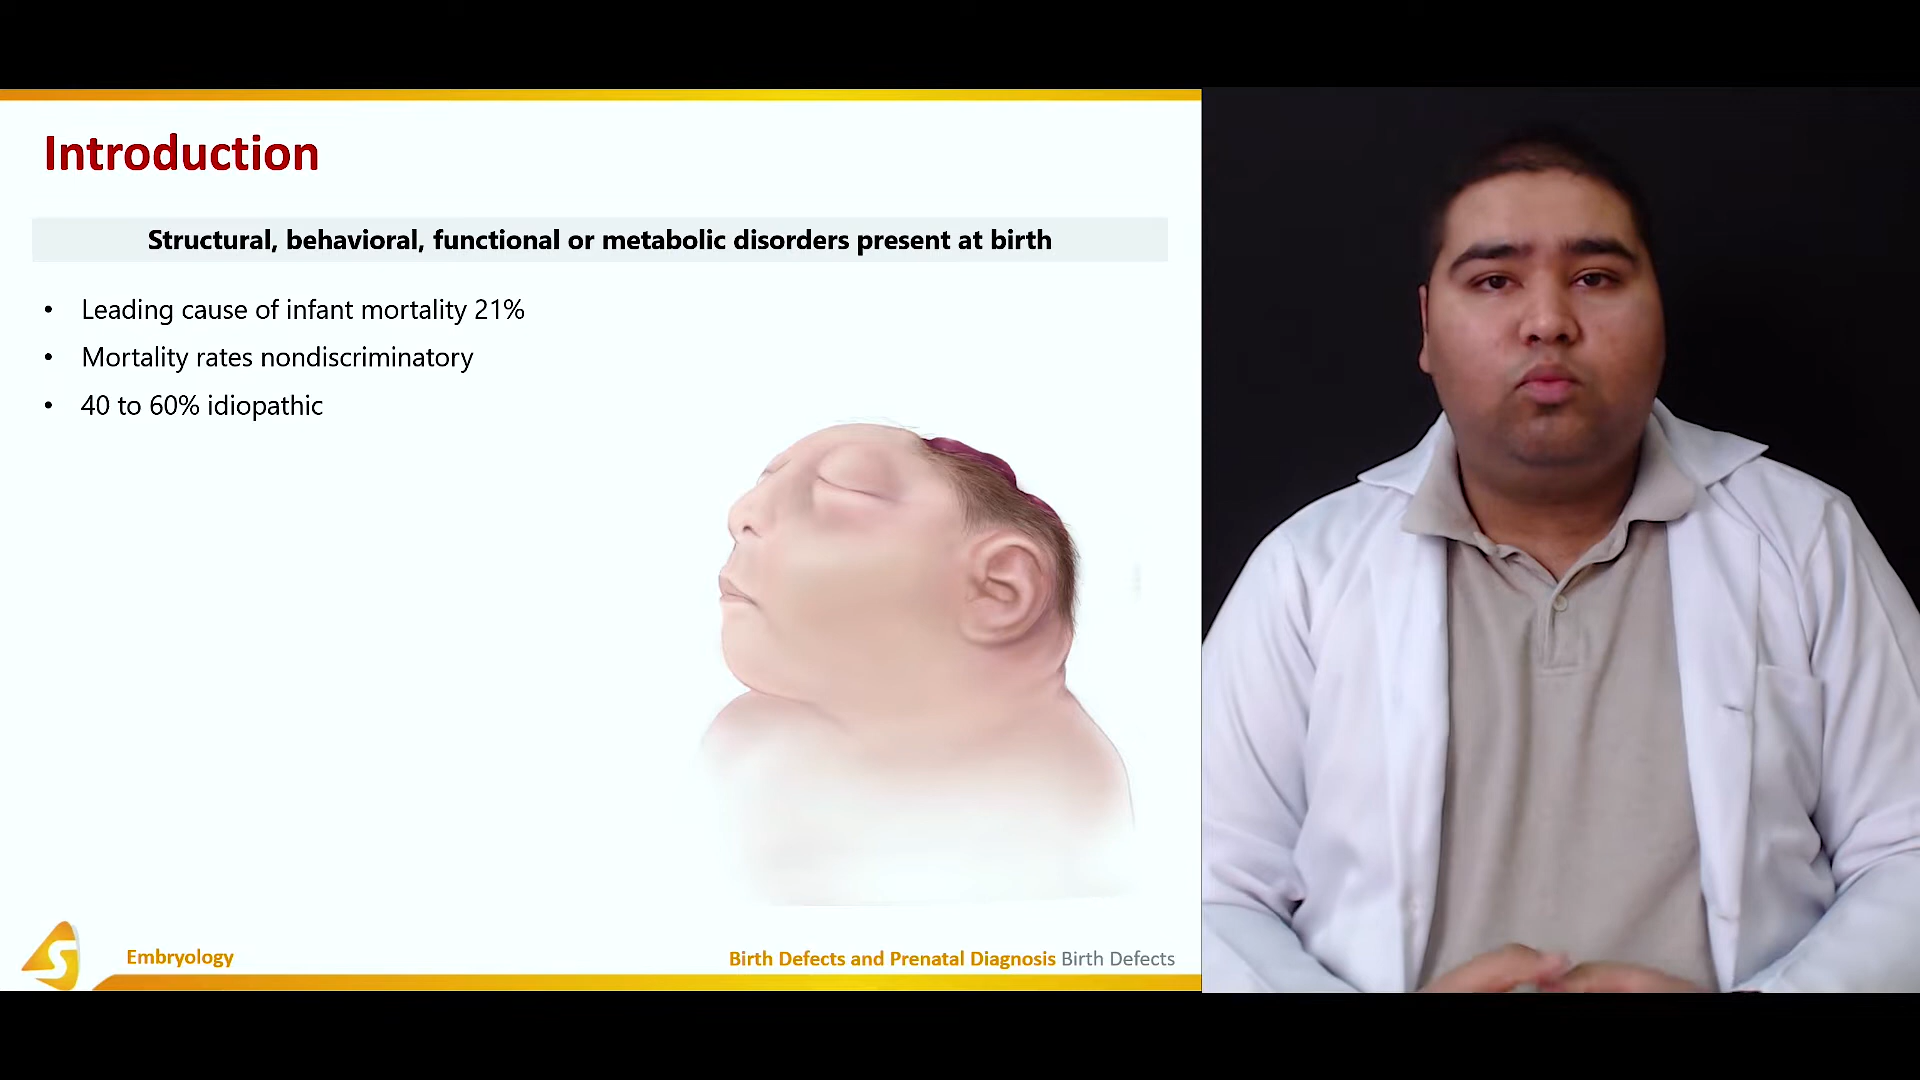 Introduction
Structural, behavioral, functional or metabolic disorders present at birth
• Leading cause of infant mortality 21%
• Mortality rates nondiscriminatory
• 40 to 60% idiopathic
S
Embryology
Birth Defects and Prenatal Diagnosis Birth Defects